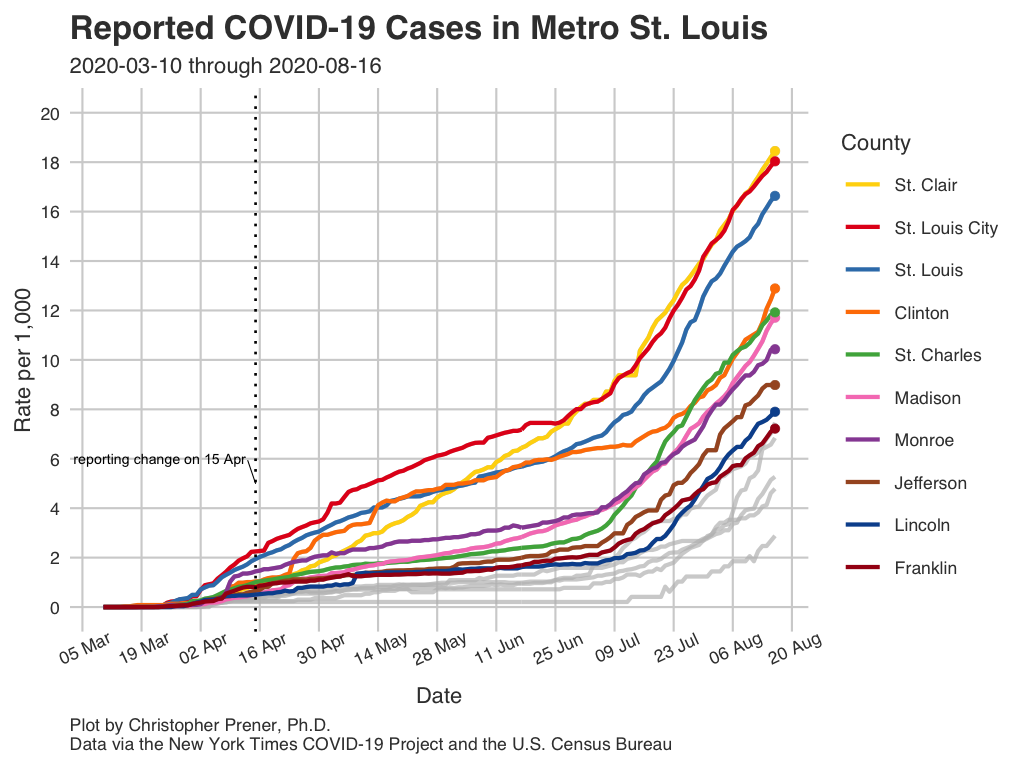 Reported COVID-19 Cases in Metro St. Louis
2020-03-10 through 2020-08-16
Rate per 1,000
20
18
16
14
12
10
8
6
4
2
0
reporting change on 15 Apr
05 Mar
19 Mar
02 Apr
16 Apr
30 Apr
14 May
28 May
11 Jun
25 Jun
09 Jul
23 Jul
06 Aug
20 Aug
Date
County
St. Clair
St. Louis City
St. Louis
Clinton
St. Charles
Madison
Monroe
Jefferson
Lincoln
Franklin
Plot by Christopher Prener, Ph.D.
Data via the New York Times COVID-19 Project and the U.S. Census Bureau